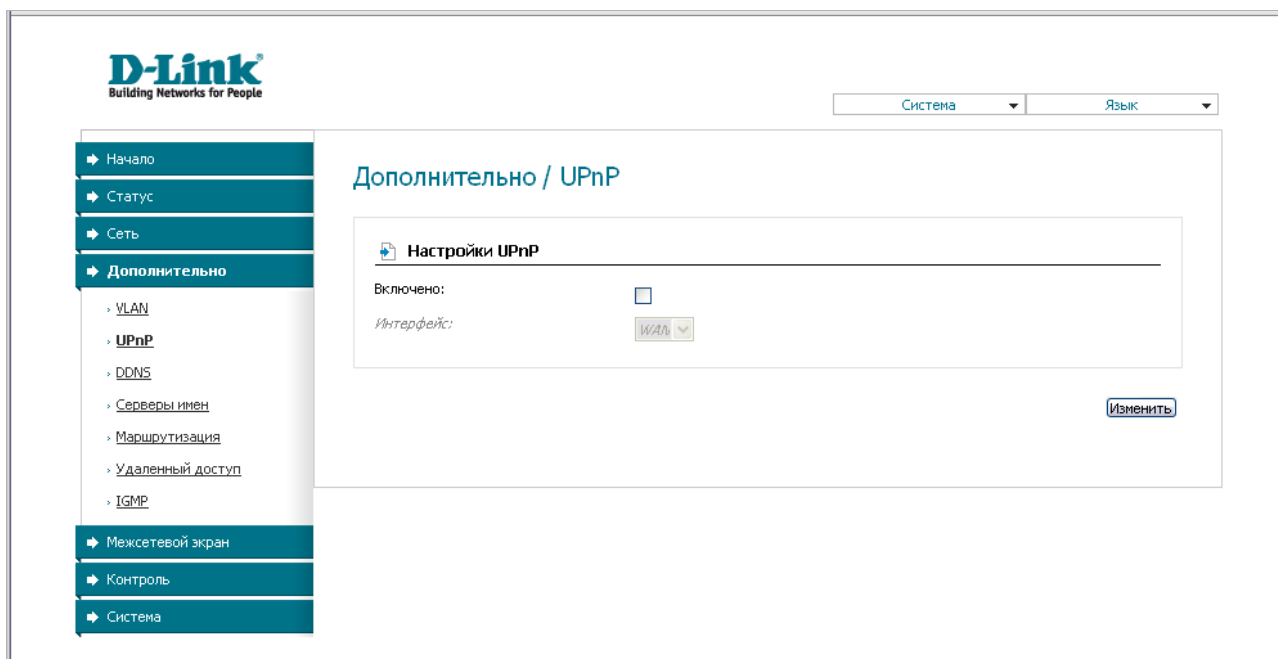 D-Link®
Building Networks for People
Система
Язык
Начало
Статус
Сеть
Дополнительно
VLAN
UPnP
DDNS
Серверы имен
Маршрутизация
Удаленный доступ
IGMP
Межсетевой экран
Контроль
Система
Дополнительно / UPnP
Настройки UPnP
Включено:
Интерфейс:
WAN
Изменить